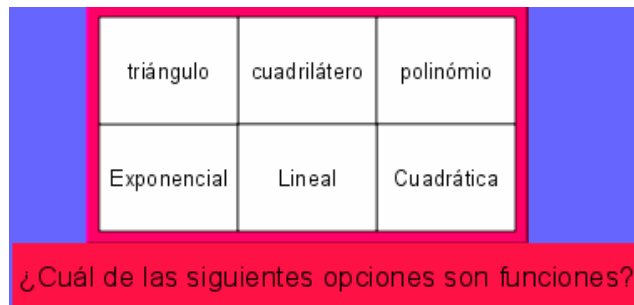 triángulo cuadrilátero polinómio
Exponencial Lineal Cuadrática
¿Cuál de las siguientes opciones son funciones?